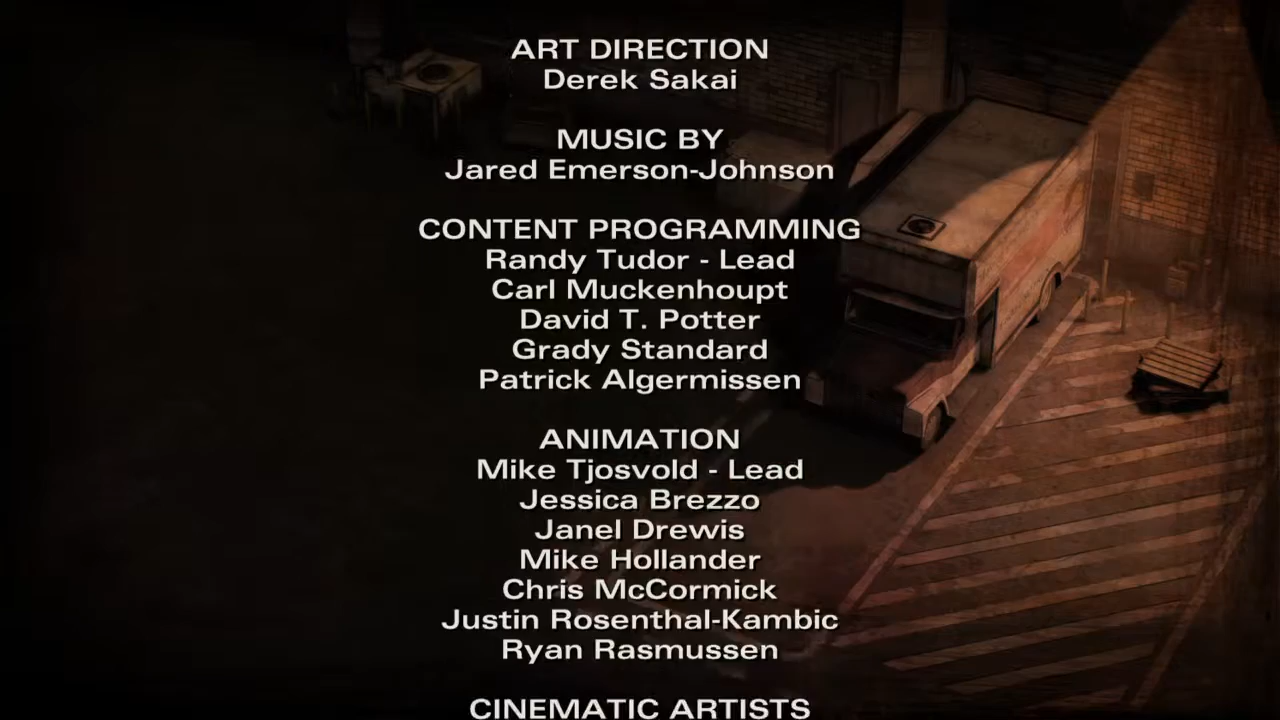 ART DIRECTION
Derek Sakai
MUSIC BY
Jared Emerson-Johnson
CONTENT PROGRAMMING
Randy Tudor - Lead
Carl Muckenhoupt
David T. Potter
Grady Standard
Patrick Algermissen
ANIMATION
Mike Tjosvold - Lead
Jessica Brezzo
Janel Drewis
Mike Hollander
Chris McCormick
Justin Rosenthal-Kambic
Ryan Rasmussen
CINEMATIC ARTISTS